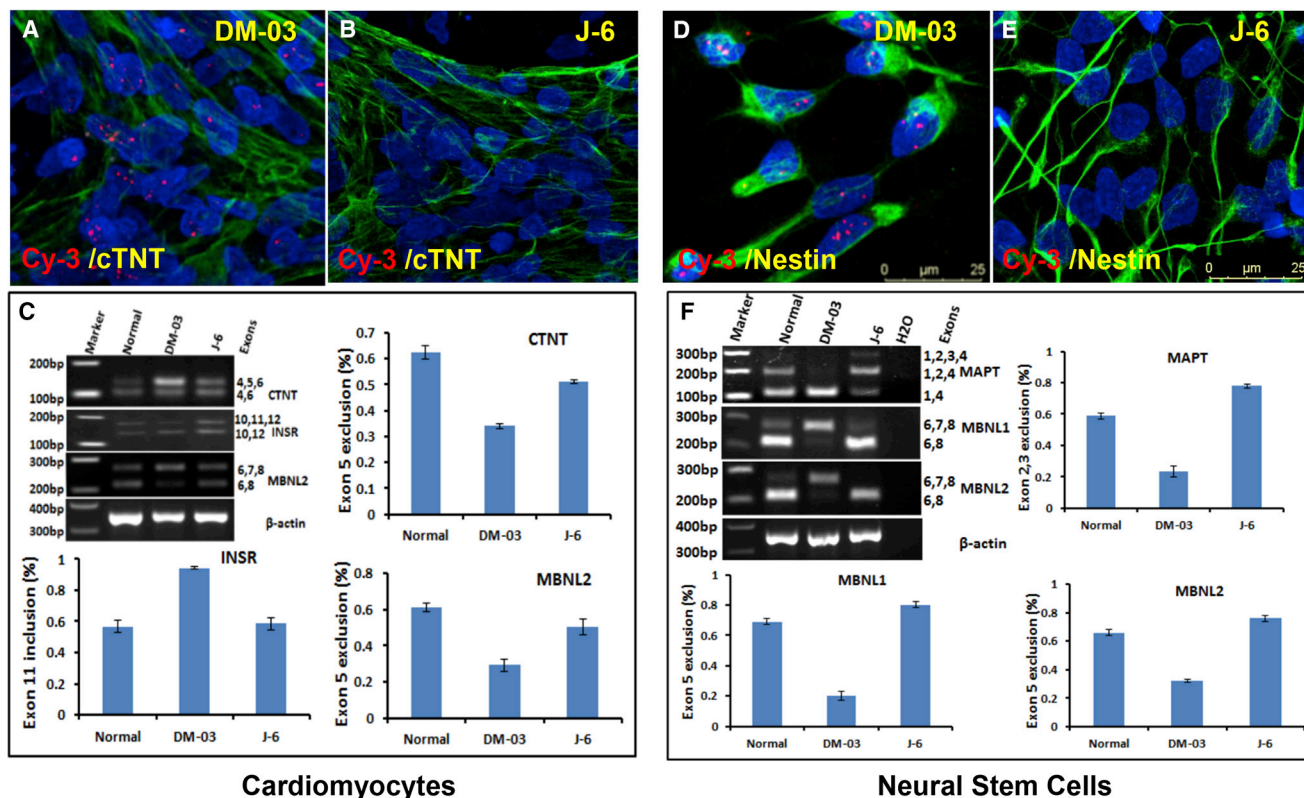 A
DM-03
Cy-3 /cTNT
B
J-6
Cy-3 /cTNT
D
DM-03
Cy-3 /Nestin
0 µm 25
E
J-6
Cy-3 /Nestin
0 µm 25
C
Marker Normal DM-03 J-6 Exons
200bp
100bp
4,5,6
4,6
CTNT
200bp
100bp
10,11,12
10,12
INSR
300bp
200bp
6,7,8
6,8
MBNL2
400bp
300bp
β-actin
CTNT
Exon 5 exclusion (%)
0.7
0.6
0.5
0.4
0.3
0.2
0.1
0
Normal DM-03 J-6
INSR
Exon 11 inclusion (%)
1
0.8
0.6
0.4
0.2
0
Normal DM-03 J-6
MBNL2
Exon 5 exclusion (%)
0.8
0.6
0.4
0.2
0
Normal DM-03 J-6
Cardiomyocytes
F
Marker Normal DM-03 J-6 H2O Exons
300bp
200bp
100bp
1,2,3,4
1,2,4
1,4
MAPT
300bp
200bp
6,7,8
6,8
MBNL1
300bp
200bp
6,7,8
6,8
MBNL2
400bp
300bp
β-actin
MAPT
Exon 2,3 exclusion (%)
1
0.8
0.6
0.4
0.2
0
Normal DM-03 J-6
MBNL1
Exon 5 exclusion (%)
1
0.8
0.6
0.4
0.2
0
Normal DM-03 J-6
MBNL2
Exon 5 exclusion (%)
1
0.8
0.6
0.4
0.2
0
Normal DM-03 J-6
Neural Stem Cells